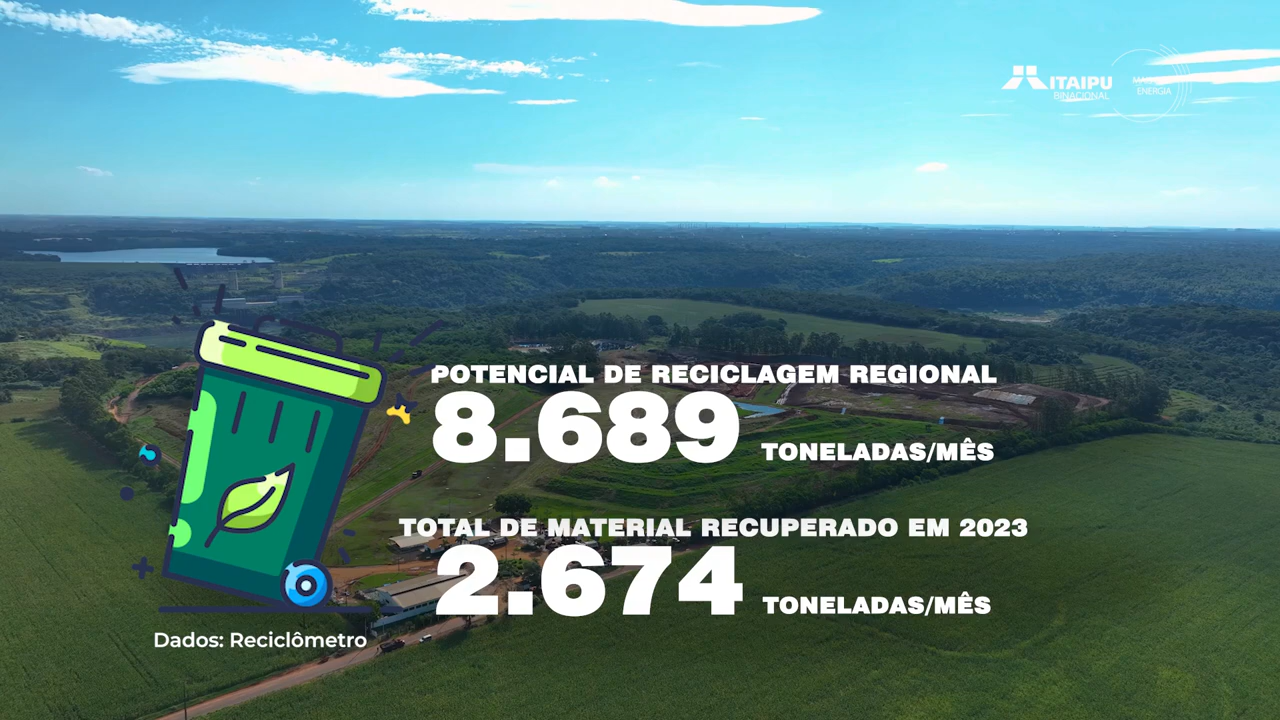 ITAIPU
BINACIONAL
ENERGIA
POTENCIAL DE RECICLAGEM REGIONAL
8.689 TONELADAS/MÊS
TOTAL DE MATERIAL RECUPERADO EM 2023
2.674 TONELADAS/MÊS
Dados: Reciclômetro